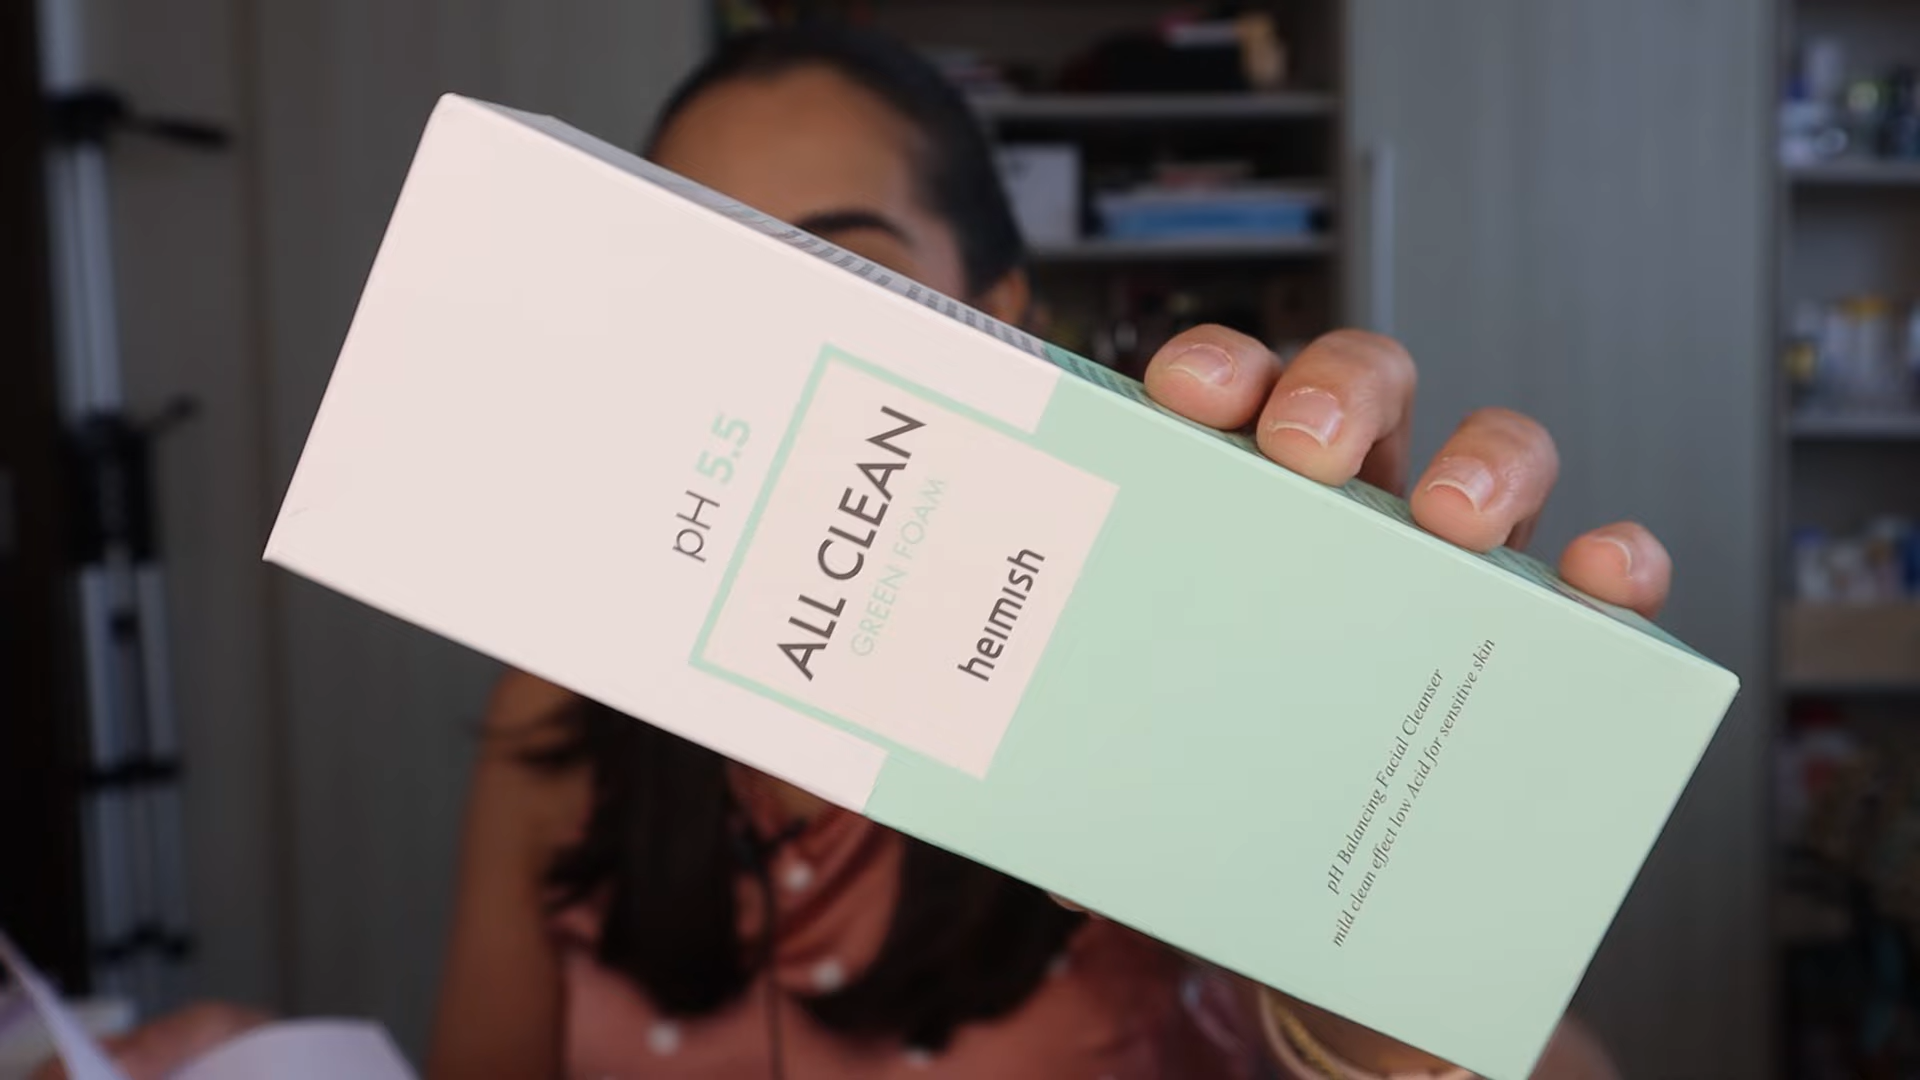 pH 5.5
ALL CLEAN
GREEN FOAM
heimish
pH Balancing Facial Cleanser
mild clean effect low Acid for sensitive skin